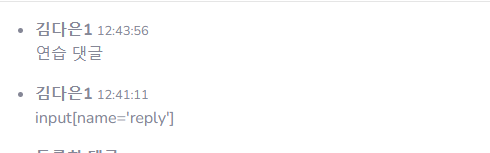 김다은1 12:43:56
연습 댓글
김다은1 12:41:11
input[name='reply']